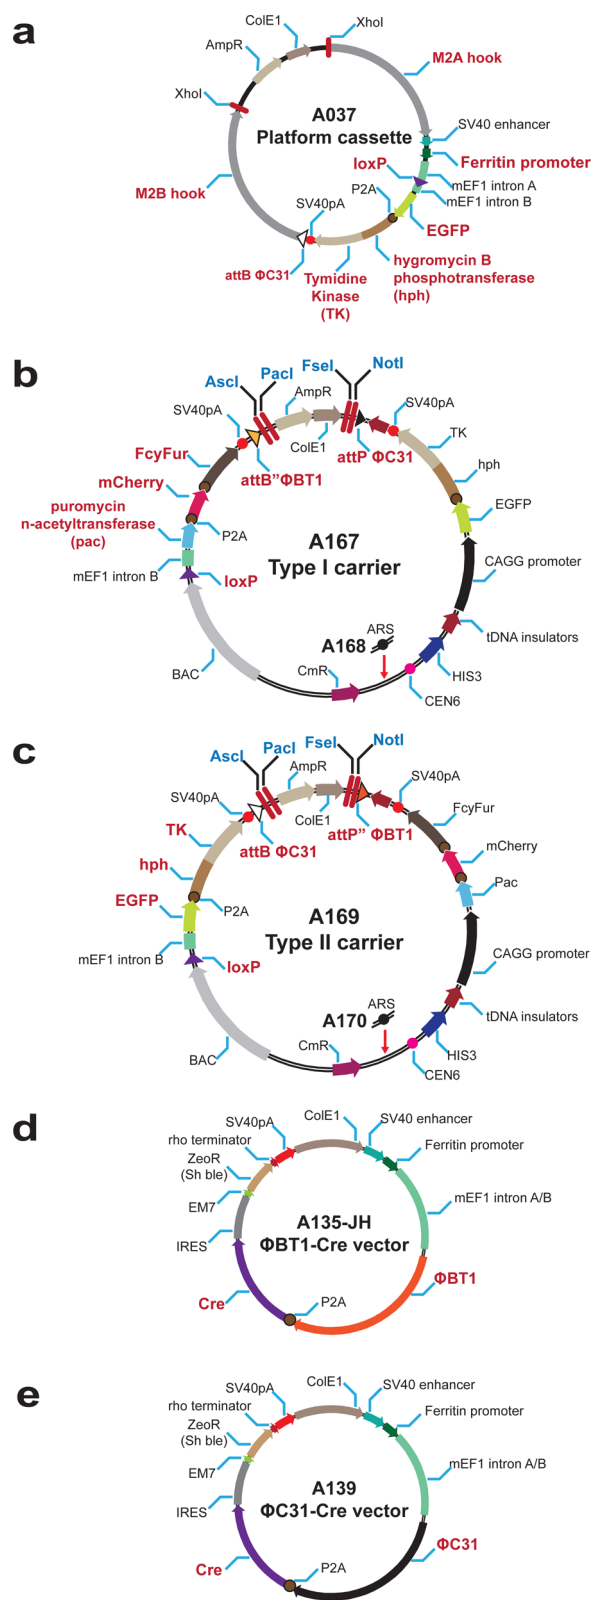 a
ColE1
XhoI
AmpR
M2A hook
XhoI
A037
Platform cassette
SV40 enhancer
loxP
Ferritin promoter
mEF1 intron A
P2A
mEF1 intron B
M2B hook
SV40pA
EGFP
attB ΦC31
Tymidine
Kinase
(TK)
hygromycin B
phosphotransferase
(hph)
b
FseI
NotI
PacI
AscI
AmpR
SV40pA
SV40pA
ColE1
attP ΦC31
TK
FcyFur
attB”ΦBT1
hph
mCherry
puromycin
n-acetyltransferase
(pac)
EGFP
P2A
A167
Type I carrier
CAGG promoter
mEF1 intron B
loxP
ARS
tDNA insulators
A168
BAC
CmR
HIS3
CEN6
c
FseI
NotI
PacI
AscI
AmpR
SV40pA
SV40pA
ColE1
FcyFur
TK
attB ΦC31
attP” ΦBT1
mCherry
hph
Pac
EGFP
P2A
A169
Type II carrier
CAGG promoter
mEF1 intron B
loxP
ARS
tDNA insulators
A170
CmR
BAC
HIS3
CEN6
d
ColE1
SV40pA
SV40 enhancer
rho terminator
Ferritin promoter
ZeoR
(Sh ble)
EM7
mEF1 intron A/B
A135-JH
ΦBT1-Cre vector
IRES
ΦBT1
Cre
P2A
e
ColE1
SV40pA
SV40 enhancer
rho terminator
Ferritin promoter
ZeoR
(Sh ble)
EM7
mEF1 intron A/B
A139
ΦC31-Cre vector
IRES
ΦC31
Cre
P2A